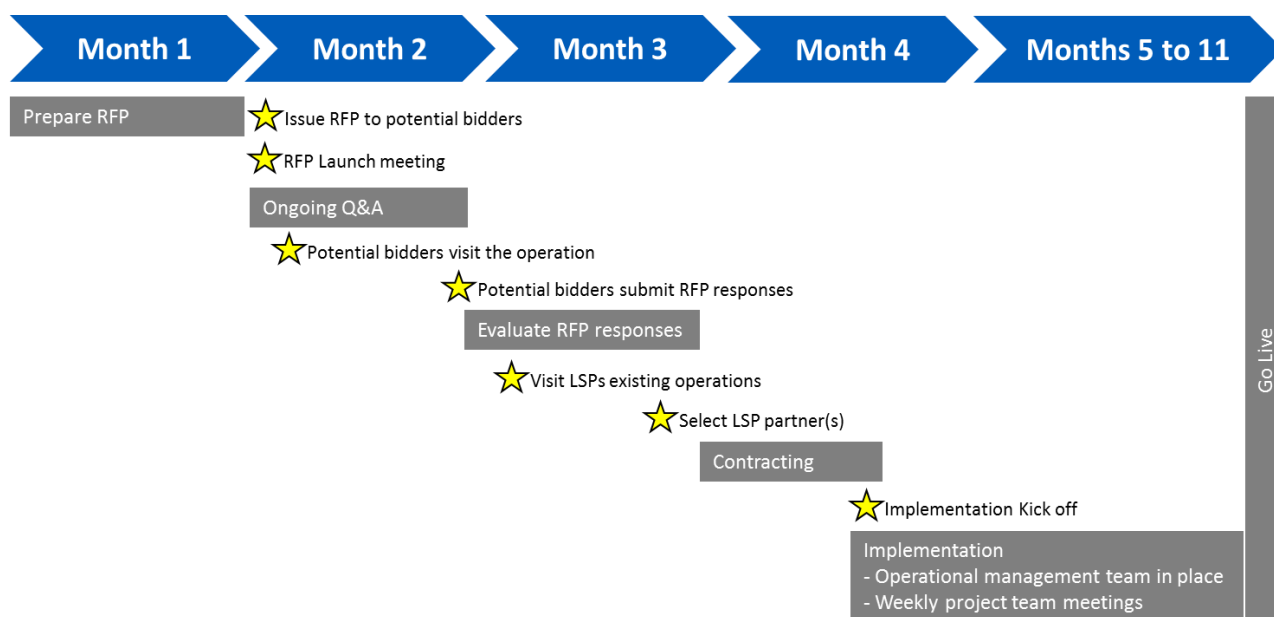 Month 1
Month 2
Month 3
Month 4
Months 5 to 11
Prepare RFP
Issue RFP to potential bidders
RFP Launch meeting
Ongoing Q&A
Potential bidders visit the operation
Potential bidders submit RFP responses
Evaluate RFP responses
Visit LSPs existing operations
Select LSP partner(s)
Contracting
Implementation Kick off
Implementation
- Operational management team in place
- Weekly project team meetings
Go Live